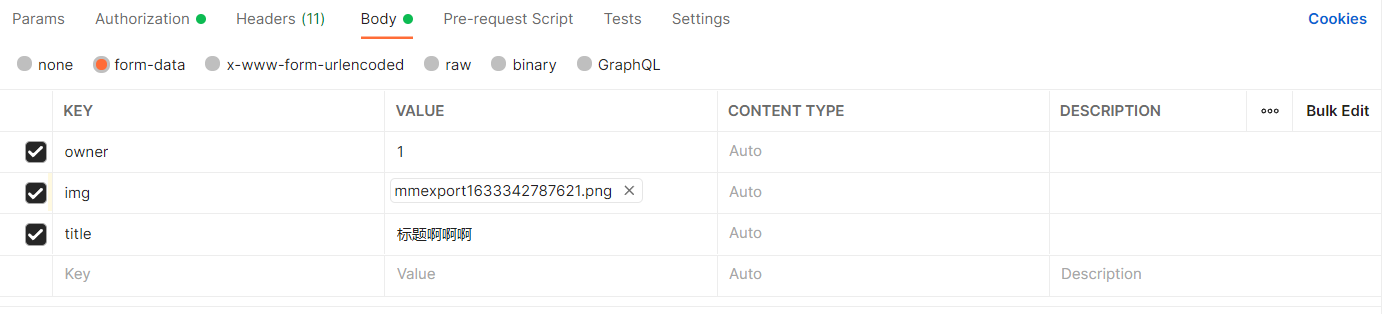 Params Authorization Headers (11) Body Pre-request Script Tests Settings Cookies
none form-data x-www-form-urlencoded raw binary GraphQL
KEY VALUE CONTENT TYPE DESCRIPTION Bulk Edit
owner 1 Auto
img mmexport1633342787621.png Auto
title 标题啊啊啊 Auto
Key Value Auto Description